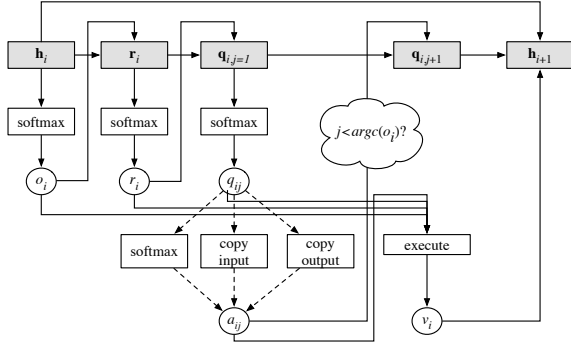 h_i r_i q_{i,j=1} q_{i,j+1} h_{i+1}
softmax softmax softmax
j<argc(o_i)?
o_i r_i q_{ij}
softmax copy input copy output execute
a_{ij} v_i